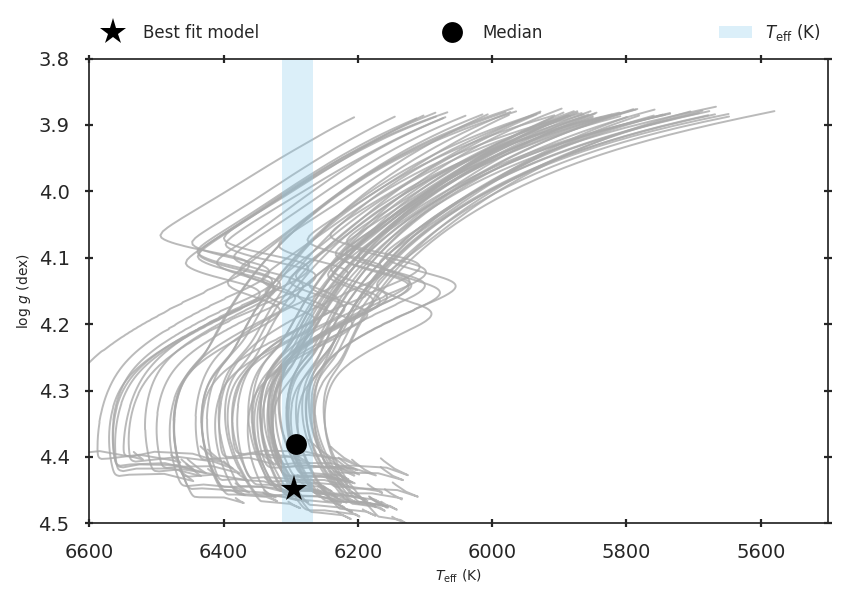 Best fit model Median T_eff (K)
3.8
3.9
4.0
4.1
4.2
4.3
4.4
4.5
log g (dex)
6600 6400 6200 6000 5800 5600
T_eff (K)